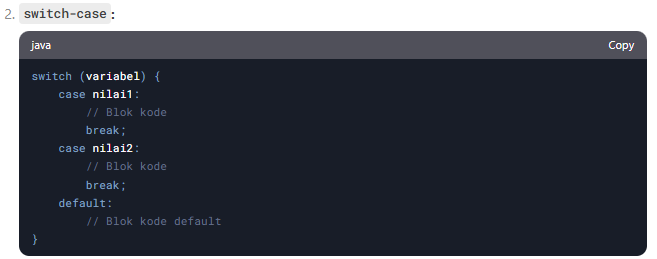 2. switch-case:
java Copy
switch (variabel) {
    case nilai1:
        // Blok kode
        break;
    case nilai2:
        // Blok kode
        break;
    default:
        // Blok kode default
}